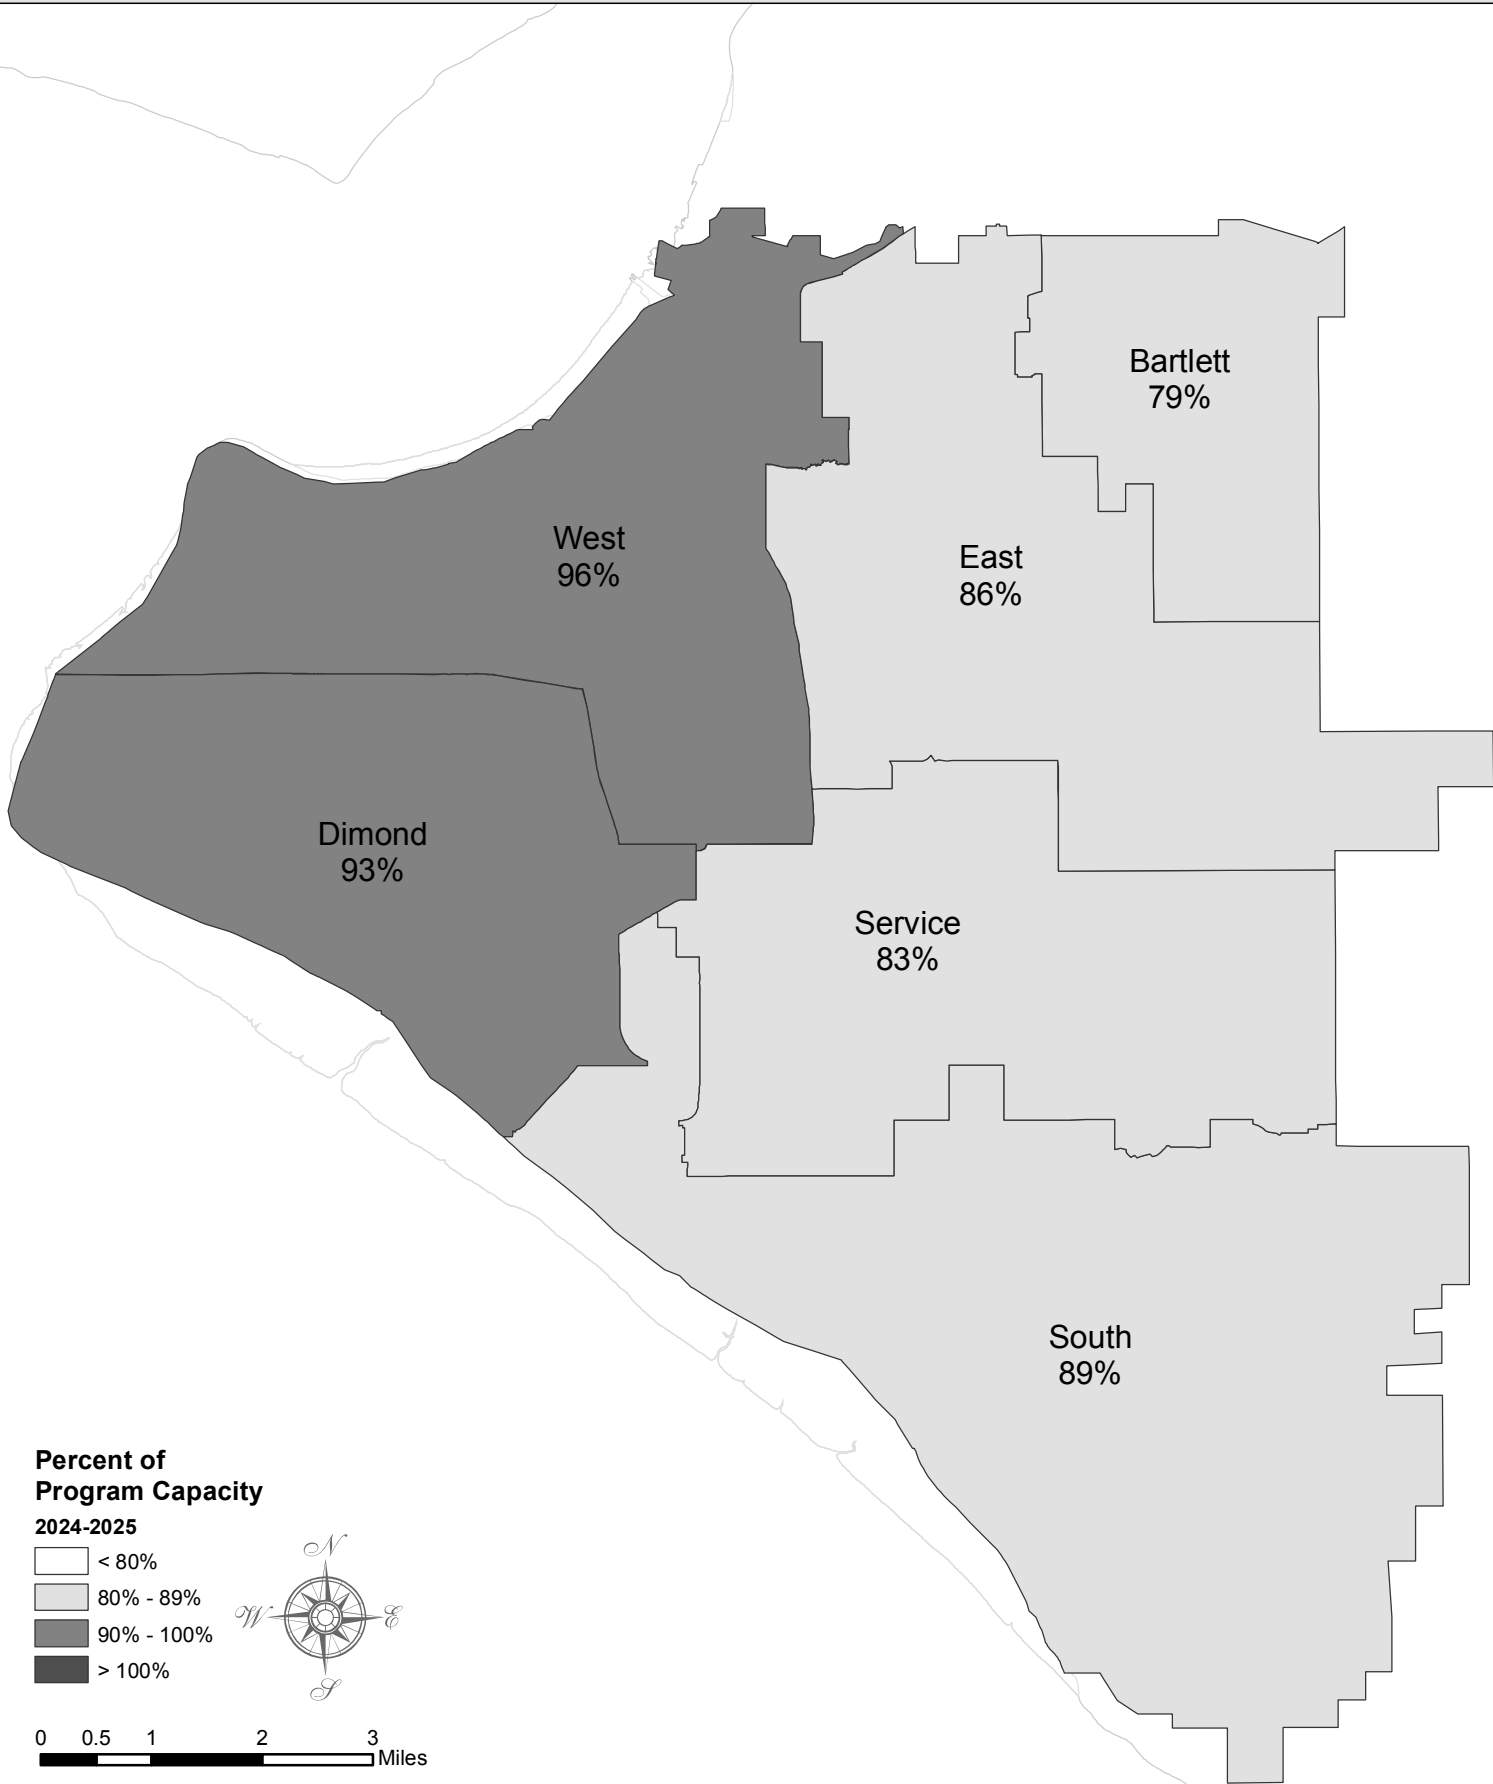 Bartlett
79%
West
96%
East
86%
Dimond
93%
Service
83%
South
89%
Percent of
Program Capacity
2024-2025
< 80%
80% - 89%
90% - 100%
> 100%
N
W E
S
0 0.5 1 2 3
Miles